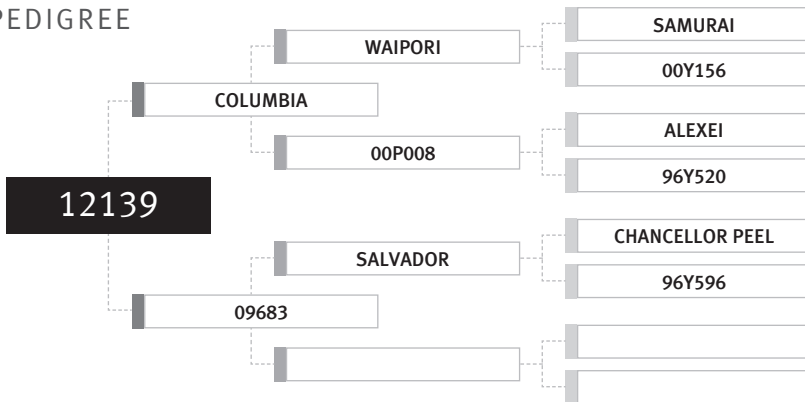 PEDIGREE
SAMURAI
WAIPORI
00Y156
COLUMBIA
ALEXEI
00P008
96Y520
12139
CHANCELLOR PEEL
SALVADOR
96Y596
09683